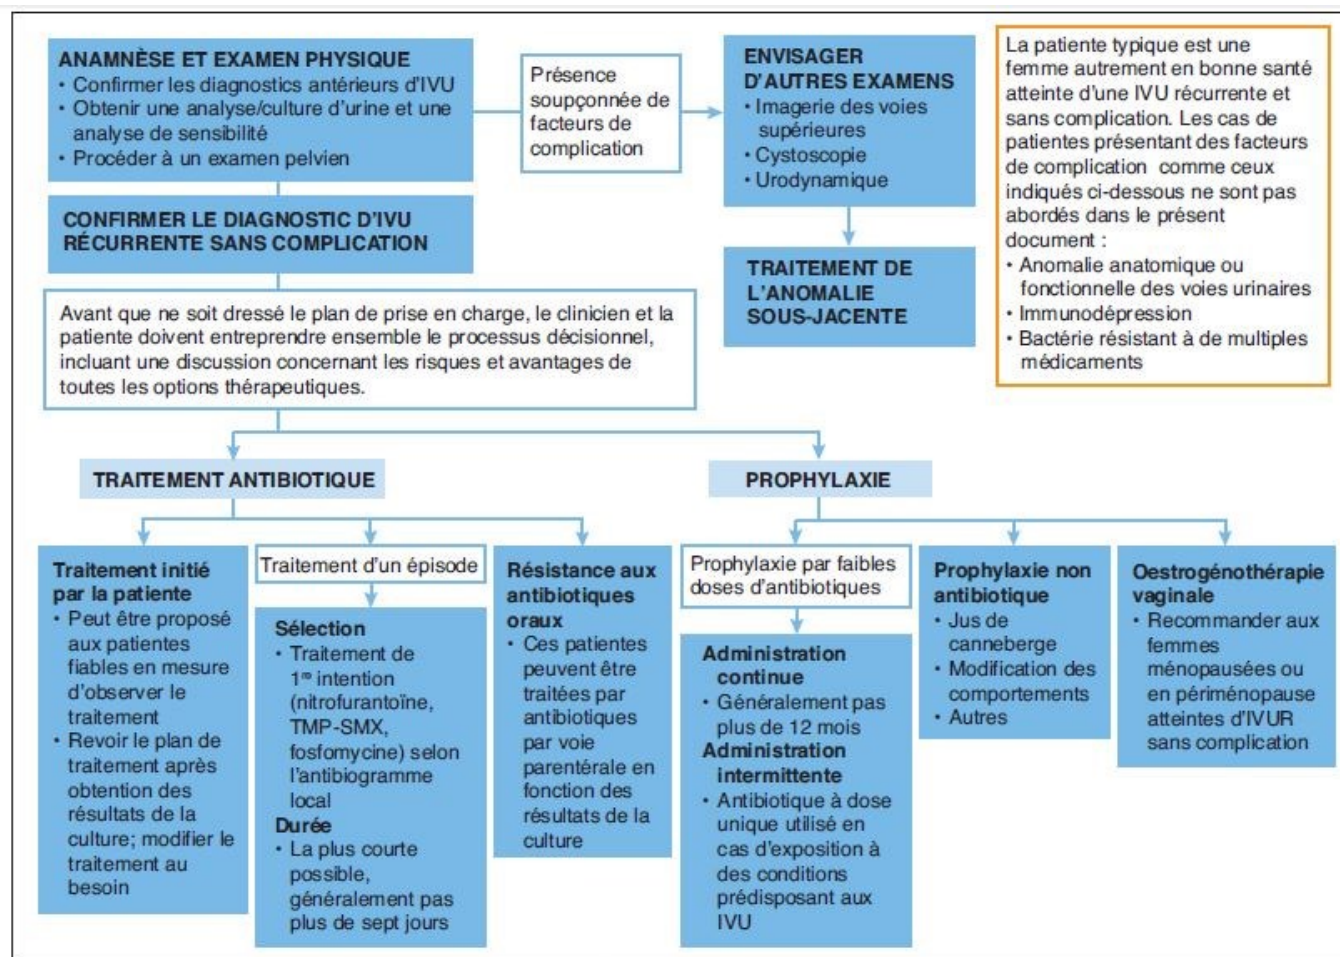 ANAMNÈSE ET EXAMEN PHYSIQUE
• Confirmer les diagnostics antérieurs d'IVU
• Obtenir une analyse/culture d'urine et une
analyse de sensibilité
• Procéder à un examen pelvien
Présence
soupçonnée de
facteurs de
complication
ENVISAGER
D'AUTRES EXAMENS
• Imagerie des voies
supérieures
• Cystoscopie
• Urodynamique
La patiente typique est une
femme autrement en bonne santé
atteinte d'une IVU récurrente et
sans complication. Les cas de
patientes présentant des facteurs
de complication comme ceux
indiqués ci-dessous ne sont pas
abordés dans le présent
document :
• Anomalie anatomique ou
fonctionnelle des voies urinaires
• Immunodépression
• Bactérie résistant à de multiples
médicaments
CONFIRMER LE DIAGNOSTIC D'IVU
RÉCURRENTE SANS COMPLICATION
TRAITEMENT DE
L'ANOMALIE
SOUS-JACENTE
Avant que ne soit dressé le plan de prise en charge, le clinicien et la
patiente doivent entreprendre ensemble le processus décisionnel,
incluant une discussion concernant les risques et avantages de
toutes les options thérapeutiques.
TRAITEMENT ANTIBIOTIQUE
PROPHYLAXIE
Traitement initié
par la patiente
• Peut être proposé
aux patientes
fiables en mesure
d'observer le
traitement
• Revoir le plan de
traitement après
obtention des
résultats de la
culture; modifier le
traitement au
besoin
Traitement d'un épisode
Sélection
• Traitement de
1re intention
(nitrofurantoïne,
TMP-SMX,
fosfomycine) selon
l'antibiogramme
local
Durée
• La plus courte
possible,
généralement pas
plus de sept jours
Résistance aux
antibiotiques
oraux
• Ces patientes
peuvent être
traitées par
antibiotiques
par voie
parentérale en
fonction des
résultats de la
culture
Prophylaxie par faibles
doses d'antibiotiques
Administration
continue
• Généralement pas
plus de 12 mois
Administration
intermittente
• Antibiotique à dose
unique utilisé en
cas d'exposition à
des conditions
prédisposant aux
IVU
Prophylaxie non
antibiotique
• Jus de
canneberge
• Modification des
comportements
• Autres
Oestrogénothérapie
vaginale
• Recommander aux
femmes
ménopausées ou
en périménopause
atteintes d'IVUR
sans complication